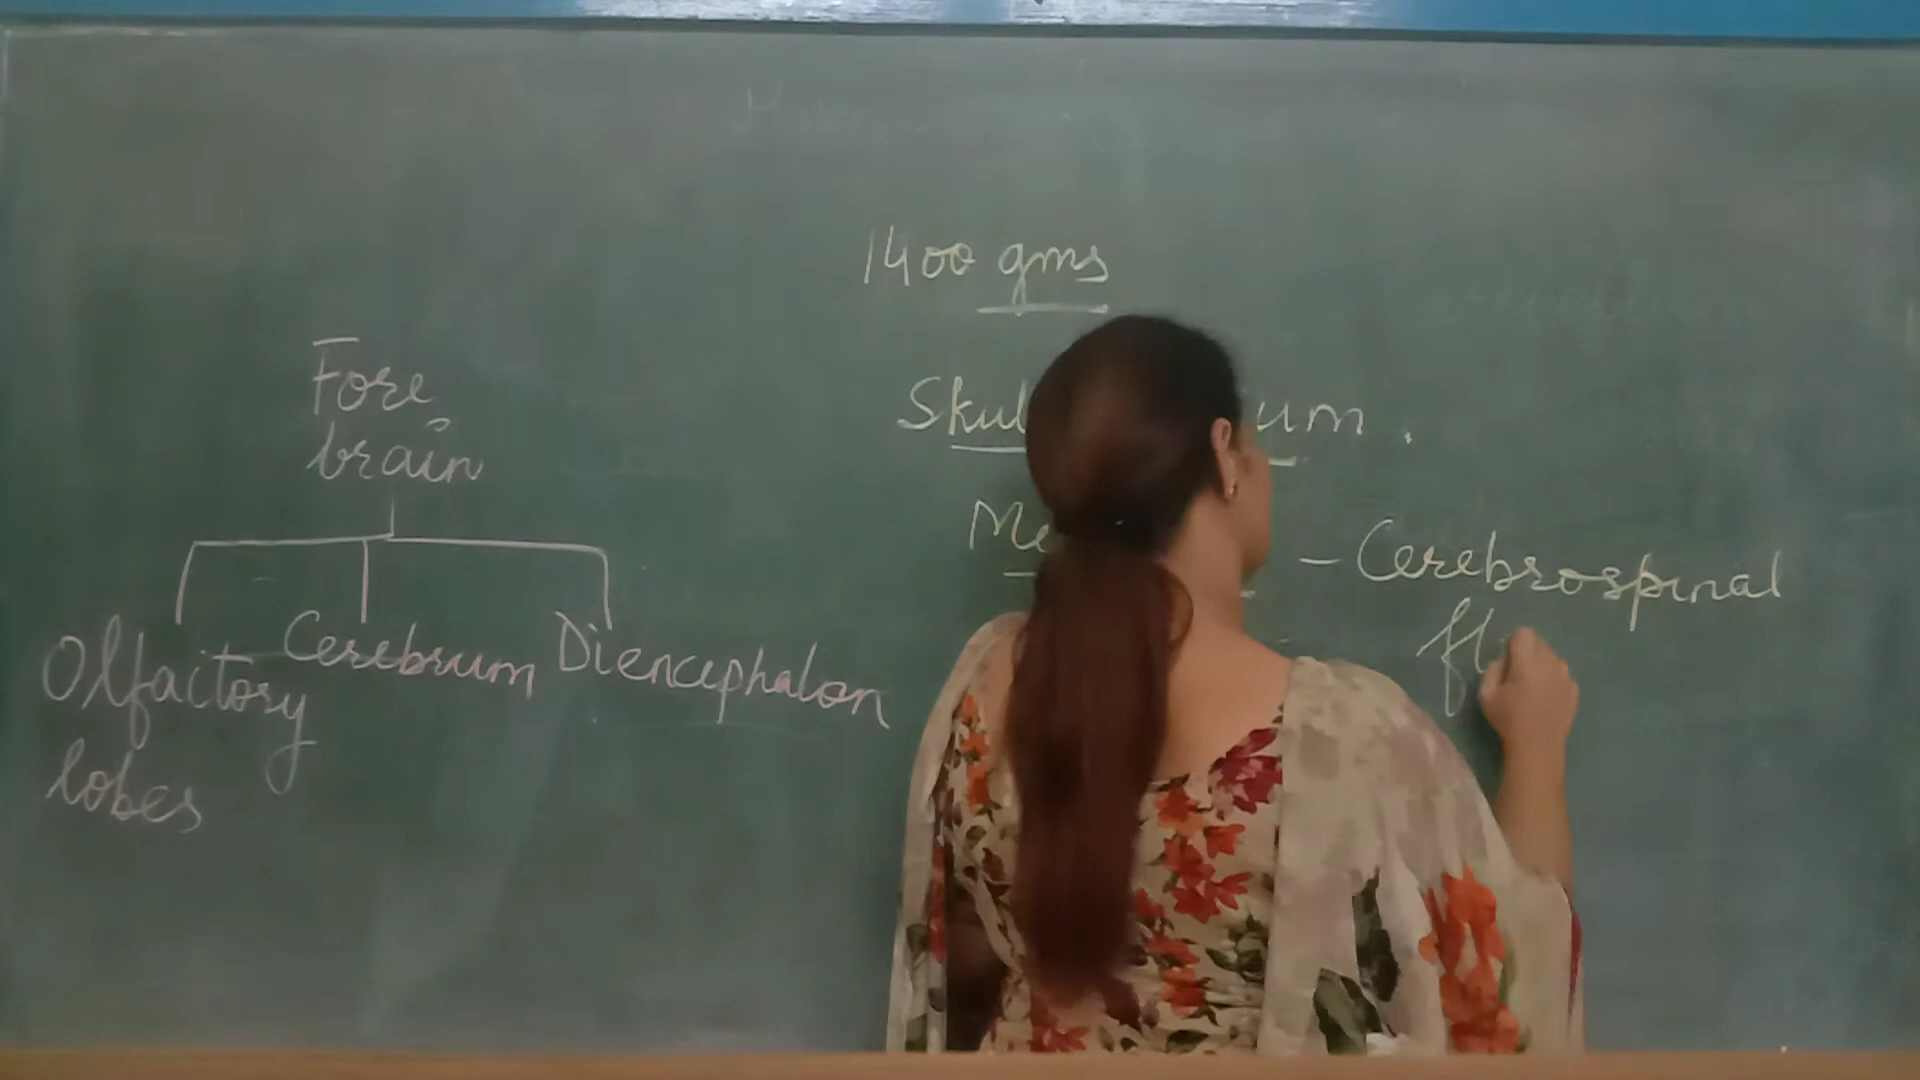 1400 gms
Fore
brain
Olfactory Cerebrum Diencephalon
lobes
um .
– Cerebrospinal